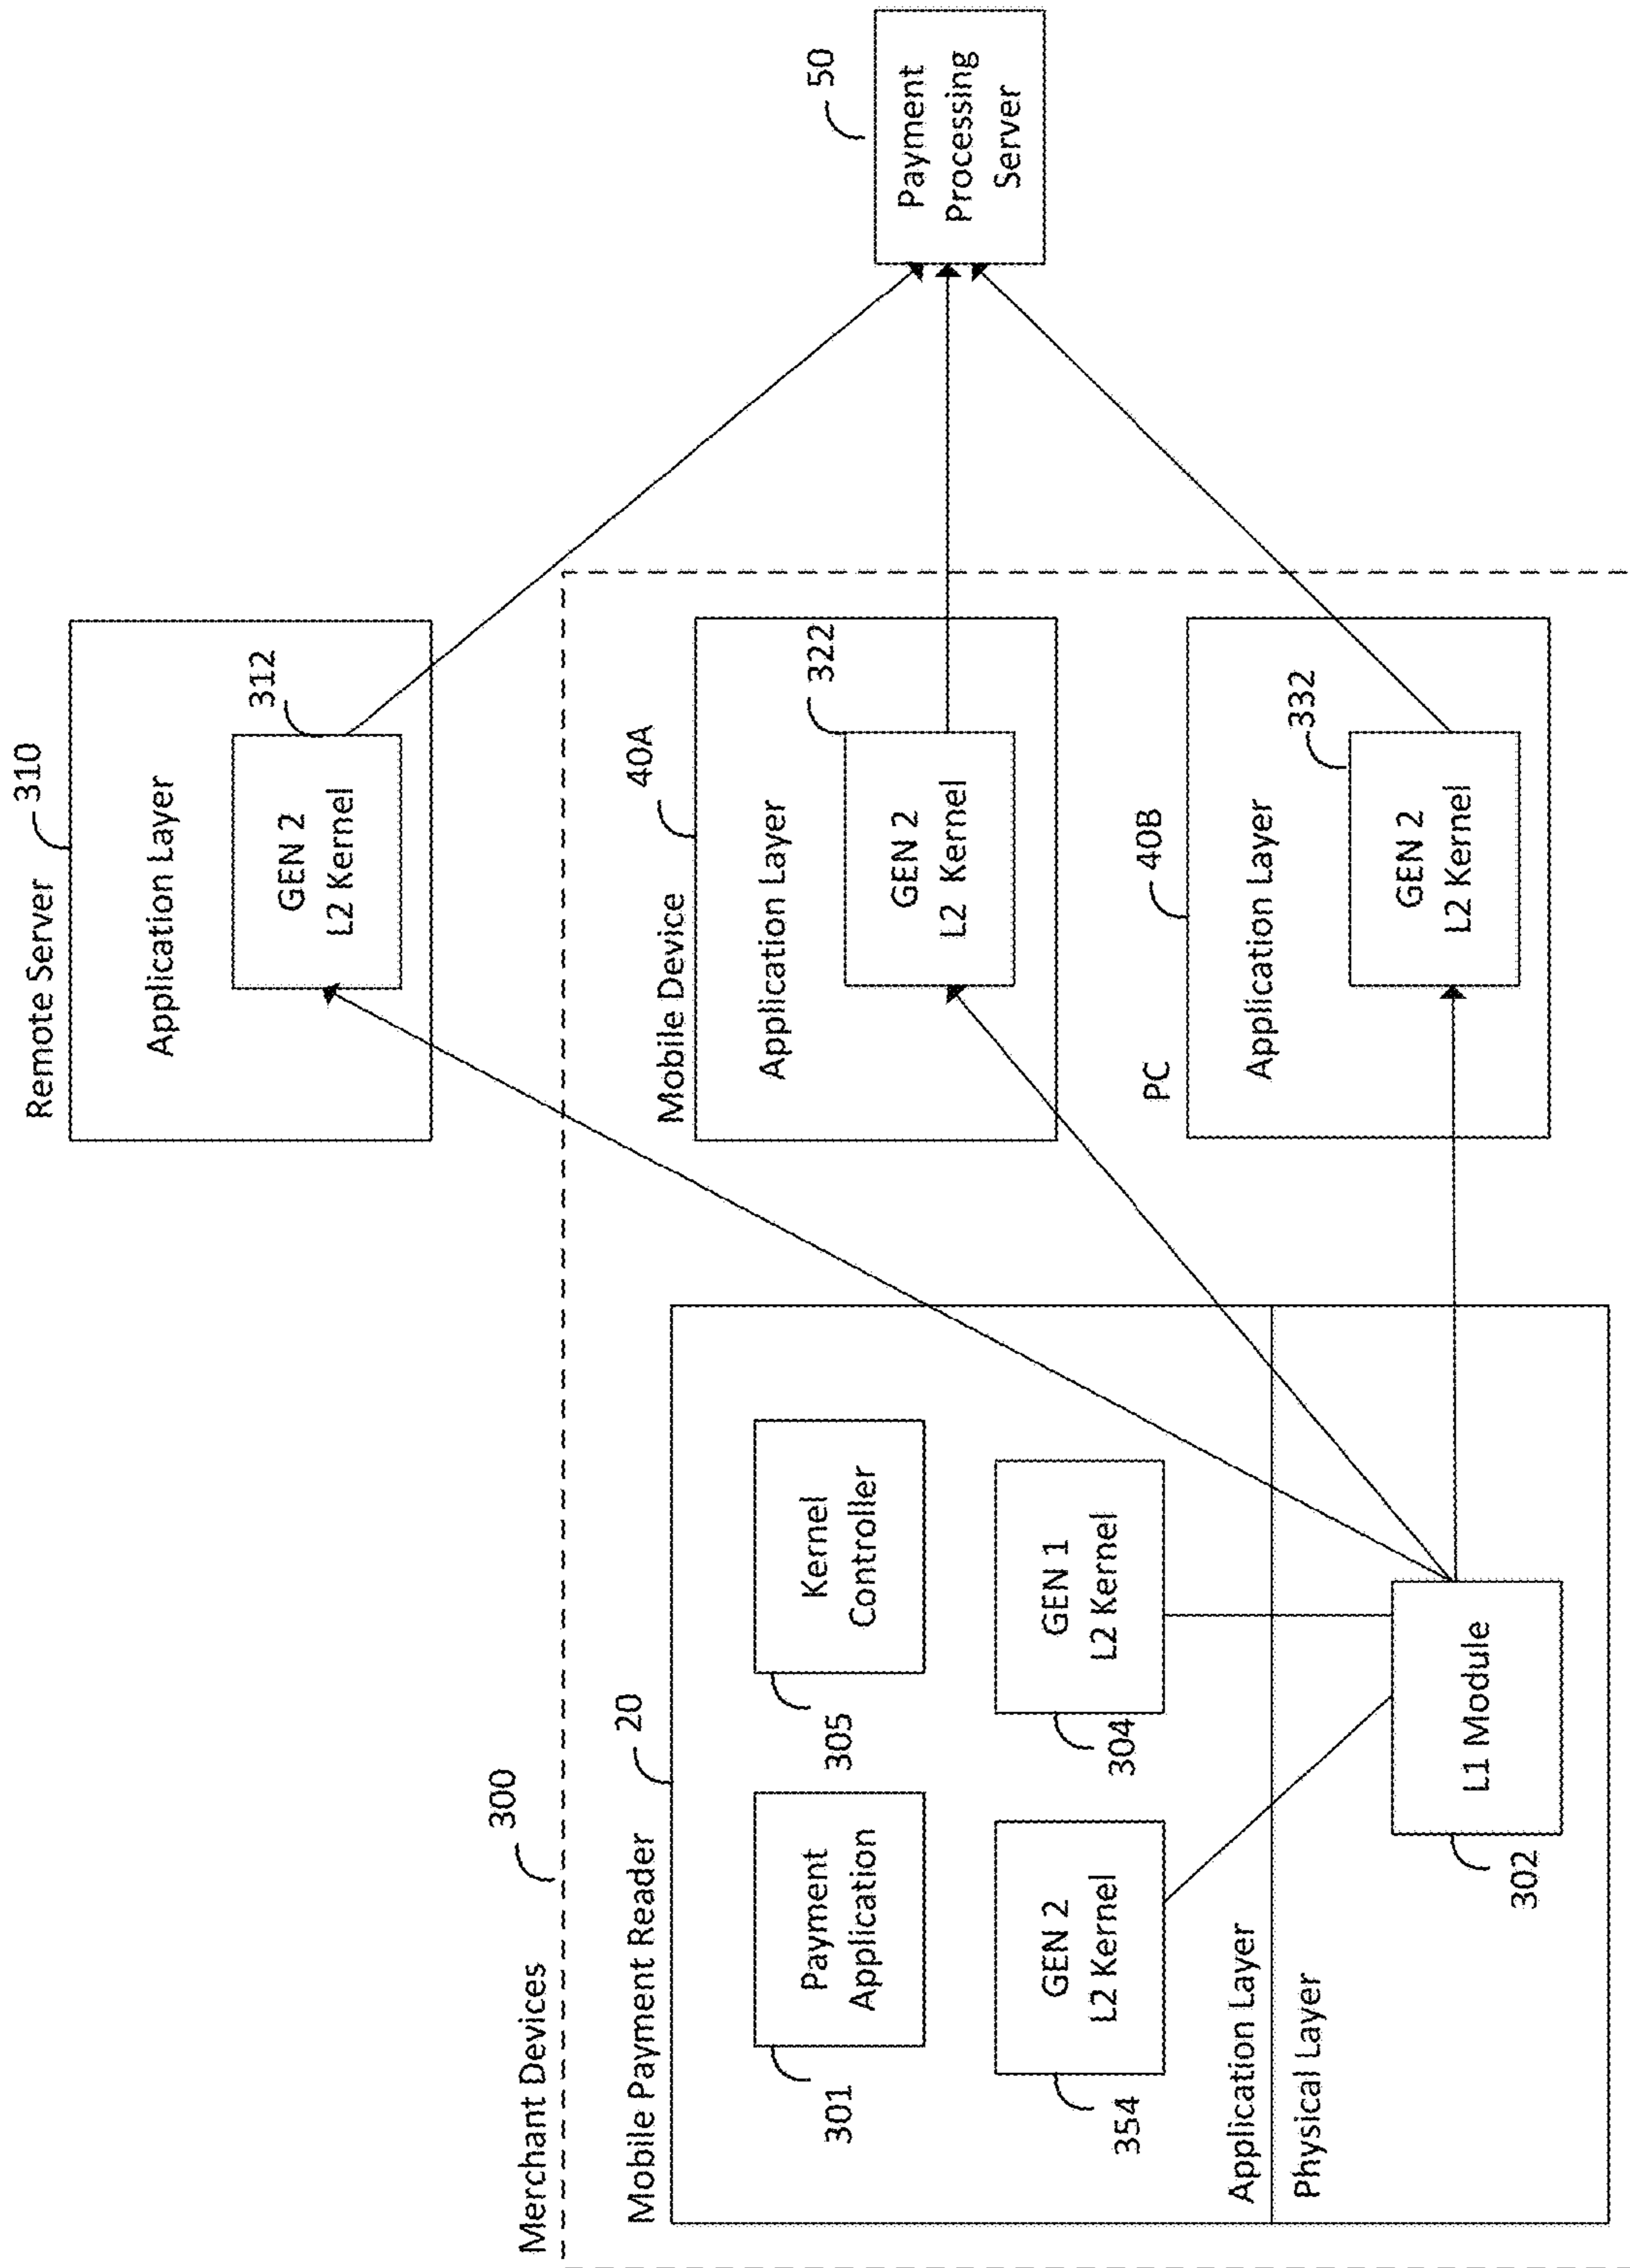 Remote Server
310
Application Layer
312
GEN 2
L2 Kernel
Merchant Devices
300
Mobile Payment Reader
20
301
Payment
Application
305
Kernel
Controller
354
GEN 2
L2 Kernel
304
GEN 1
L2 Kernel
Application Layer
Physical Layer
302
L1 Module
Mobile Device
40A
Application Layer
322
GEN 2
L2 Kernel
PC
40B
Application Layer
332
GEN 2
L2 Kernel
50
Payment
Processing
Server